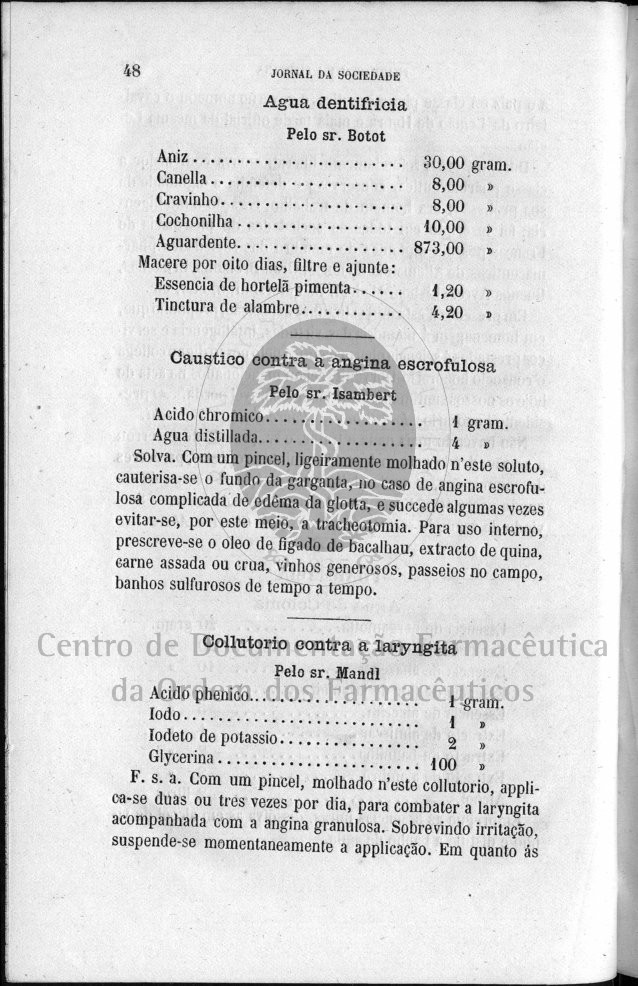 48 JORNAL DA SOCIEDADE
Agua dentifricia
Pelo sr. Botot
Aniz........................ 30,00 gram.
Canella...................... 8,00 »
Cravinho..................... 8,00 »
Cochonilha................... 10,00 »
Aguardente................... 873,00 »
Macere por oito dias, filtre e ajunte:
Essencia de hortelã pimenta...... 1,20 »
Tinctura de alambre............ 4,20 »
Caustico contra a angina escrofulosa
Pelo sr. Isambert
Acido chromico.................. 1 gram.
Agua distillada................... 4 »
Solva. Com um pincel, ligeiramente molhado n'este soluto,
cauterisa-se o fundo da garganta, no caso de angina escrofu-
losa complicada de edêma da glotta, e succede algumas vezes
evitar-se, por este meio, a tracheotomia. Para uso interno,
prescreve-se o oleo de figado de bacalhau, extracto de quina,
carne assada ou crua, vinhos generosos, passeios no campo,
banhos sulfurosos de tempo a tempo.
Collutorio contra a laryngita
Centro de Documentação Farmacêutica
Pelo sr. Mandl
da Ordem dos Farmacêuticos
Acido phenico.................. 1 gram.
Iodo.......................... 1 »
Iodeto de potassio............... 2 »
Glycerina...................... 100 »
F. s. a. Com um pincel, molhado n'este collutorio, appli-
ca-se duas ou tres vezes por dia, para combater a laryngita
acompanhada com a angina granulosa. Sobrevindo irritação,
suspende-se momentaneamente a applicação. Em quanto ás